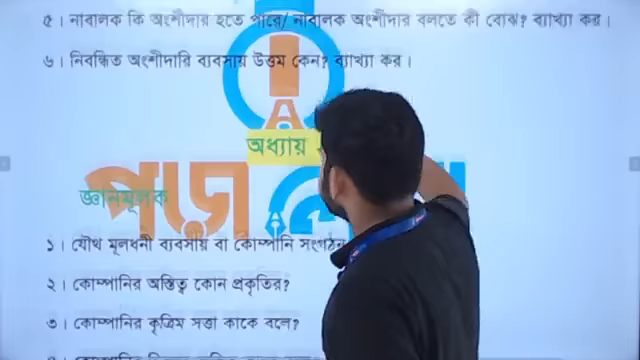 ৫। নাবালক কি অংশীদার হতে পারে/ নাবালক অংশীদার বলতে কী বোঝ? ব্যাখ্যা কর।
৬। নিবন্ধিত অংশীদারি ব্যবসায় উত্তম কেন? ব্যাখ্যা কর।
অধ্যায়
জ্ঞানমূলক
১। যৌথ মূলধনী ব্যবসায় বা কোম্পানি সংগঠন
২। কোম্পানির অস্তিত্ব কোন প্রকৃতির?
৩। কোম্পানির কৃত্রিম সত্তা কাকে বলে?